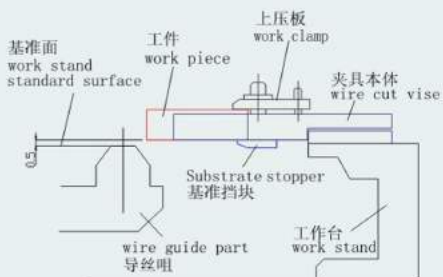 上压板
work clamp
工件
work piece
基准面
work stand
standard surface
夹具本体
wire cut vise
0.5
Substrate stopper
基准挡块
工作台
work stand
wire guide part
导丝咀